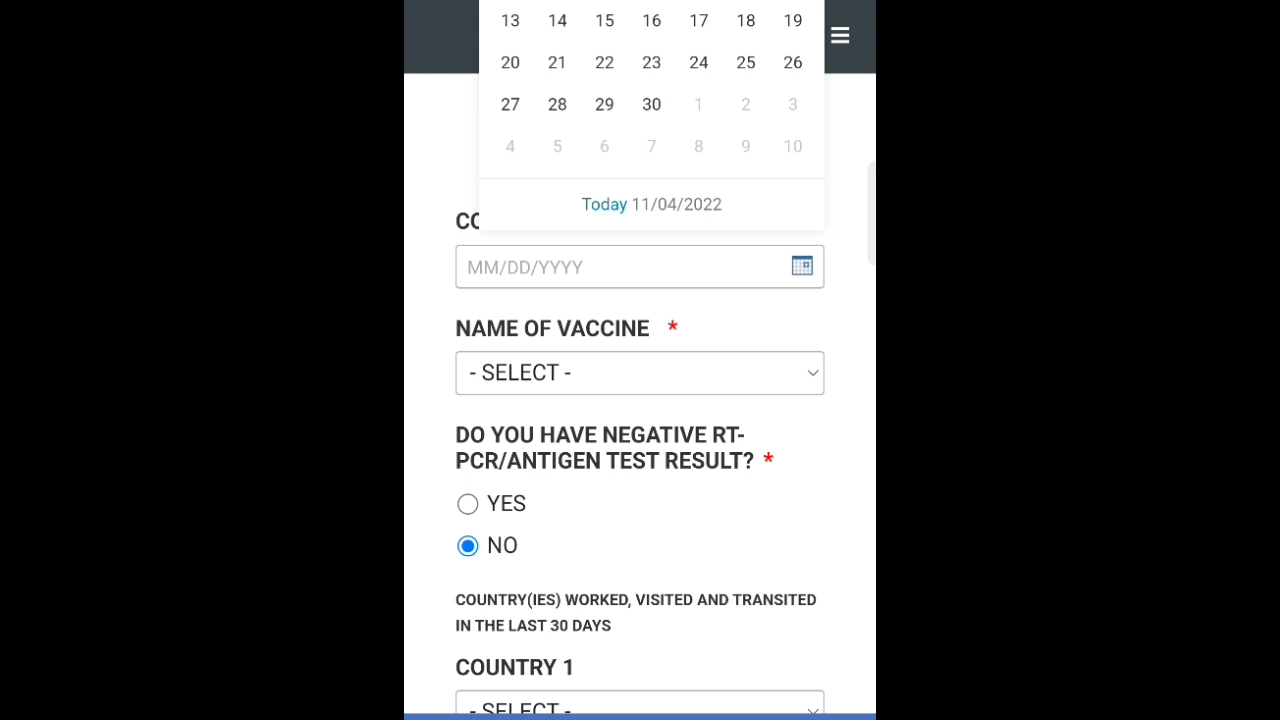 13 14 15 16 17 18 19
20 21 22 23 24 25 26
27 28 29 30 1 2 3
4 5 6 7 8 9 10
Today 11/04/2022
MM/DD/YYYY
NAME OF VACCINE *
- SELECT -
DO YOU HAVE NEGATIVE RT-
PCR/ANTIGEN TEST RESULT? *
YES
NO
COUNTRY(IES) WORKED, VISITED AND TRANSITED
IN THE LAST 30 DAYS
COUNTRY 1
- SELECT -